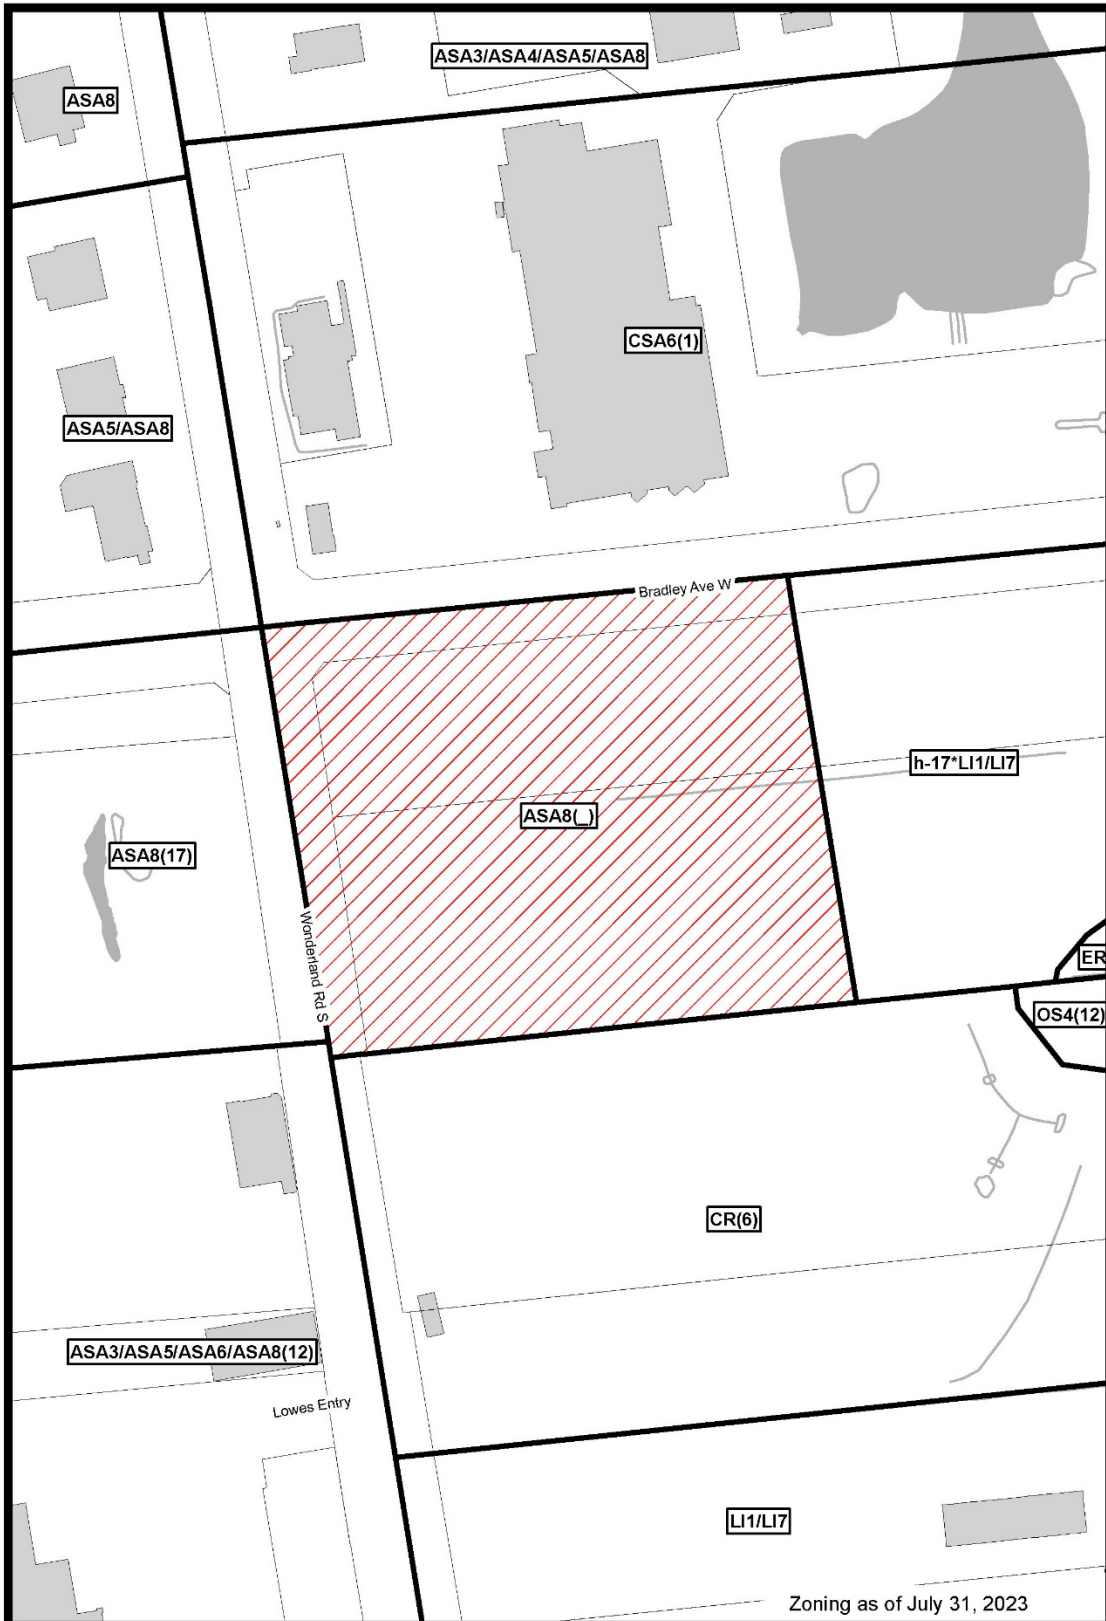 ASA3/ASA4/ASA5/ASA8
ASA8
CSA6(1)
ASA5/ASA8
Bradley Ave W
h-17*LI1/LI7
ASA8(_)
ASA8(17)
Wonderland Rd S
ER
OS4(12)
CR(6)
ASA3/ASA5/ASA6/ASA8(12)
Lowes Entry
LI1/LI7
Zoning as of July 31, 2023